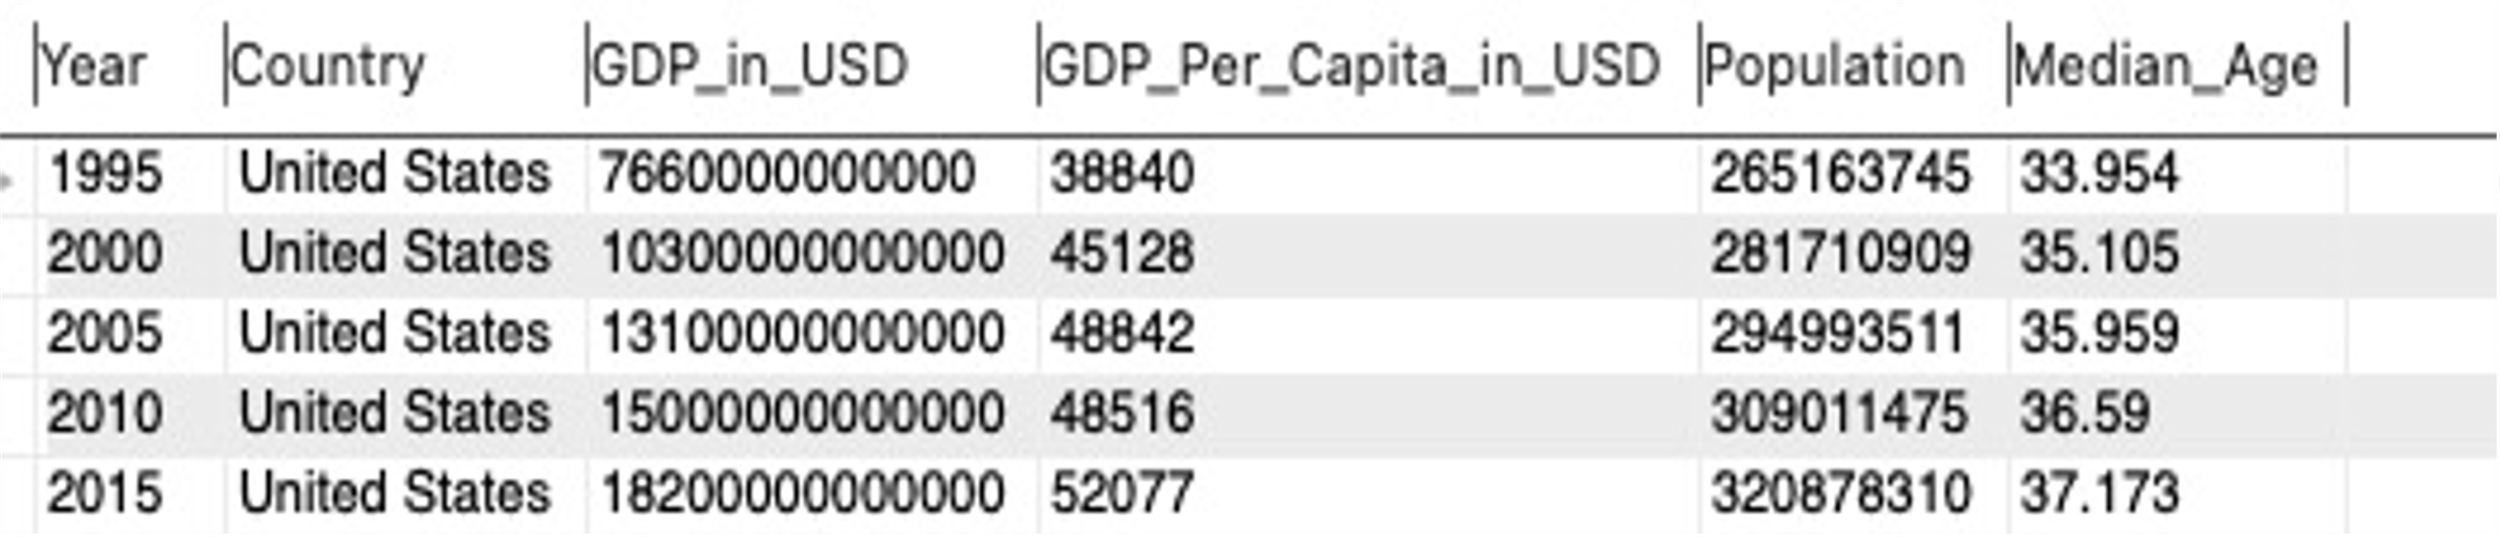 Year Country GDP_in_USD GDP_Per_Capita_in_USD Population Median_Age
1995 United States 7660000000000 38840 265163745 33.954
2000 United States 10300000000000 45128 281710909 35.105
2005 United States 13100000000000 48842 294993511 35.959
2010 United States 15000000000000 48516 309011475 36.59
2015 United States 18200000000000 52077 320878310 37.173